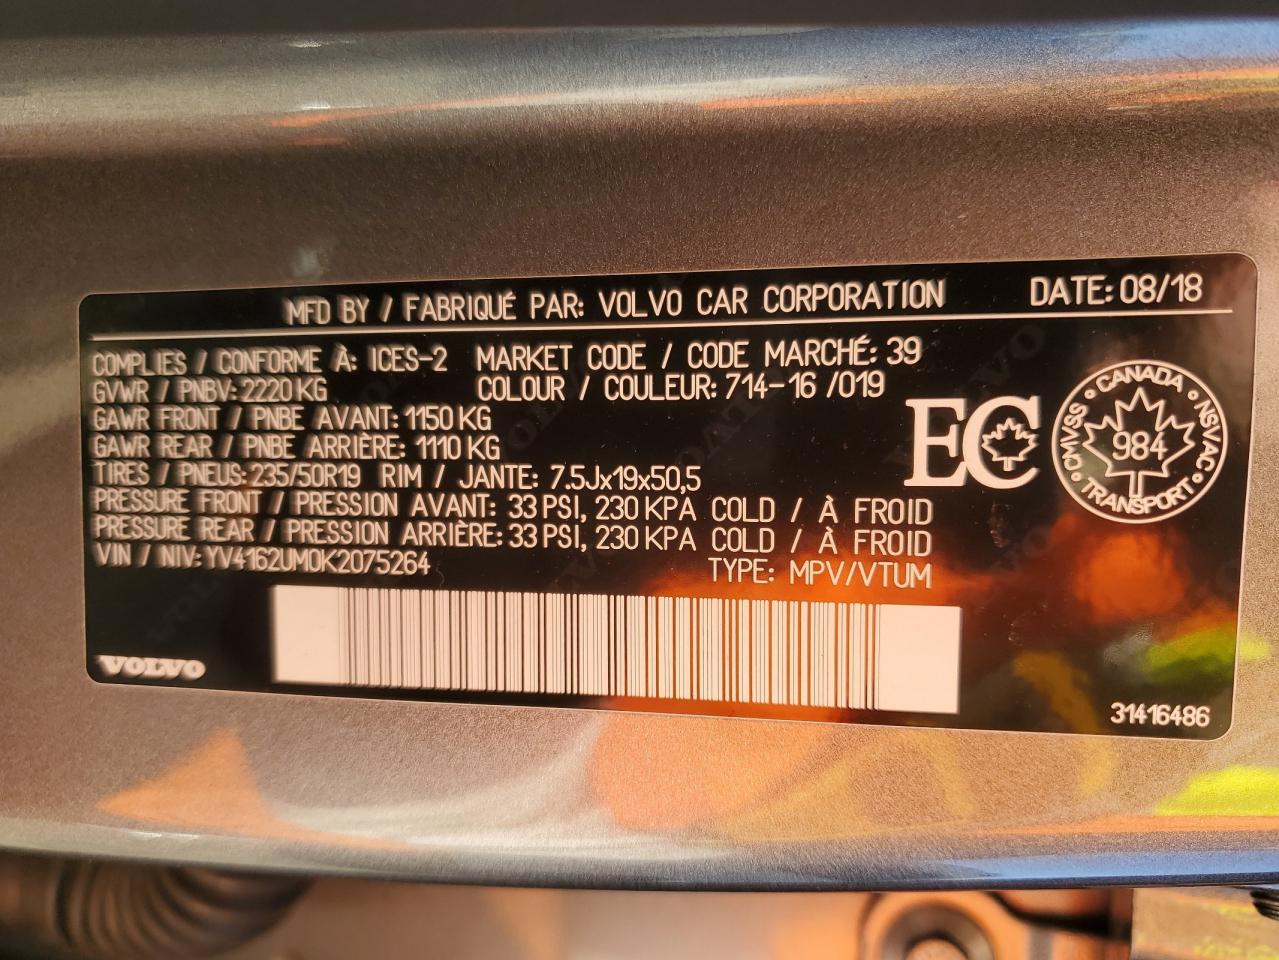 MFD BY / FABRIQUÉ PAR: VOLVO CAR CORPORATION DATE: 08/18
COMPLIES / CONFORME À: ICES-2 MARKET CODE / CODE MARCHÉ: 39
GVWR / PNBV: 2220 KG COLOUR / COULEUR: 714-16 /019
GAWR FRONT / PNBE AVANT: 1150 KG
GAWR REAR / PNBE ARRIÈRE: 1110 KG
TIRES / PNEUS: 235/50R19 RIM / JANTE: 7.5Jx19x50,5
PRESSURE FRONT / PRESSION AVANT: 33 PSI, 230 KPA COLD / À FROID
PRESSURE REAR / PRESSION ARRIÈRE: 33 PSI, 230 KPA COLD / À FROID
VIN / NIV: YV4162UM0K2075264 TYPE: MPV/VTUM
EC
CANADA
CMVSS 984 NSVAC
TRANSPORT
VOLVO
31416486